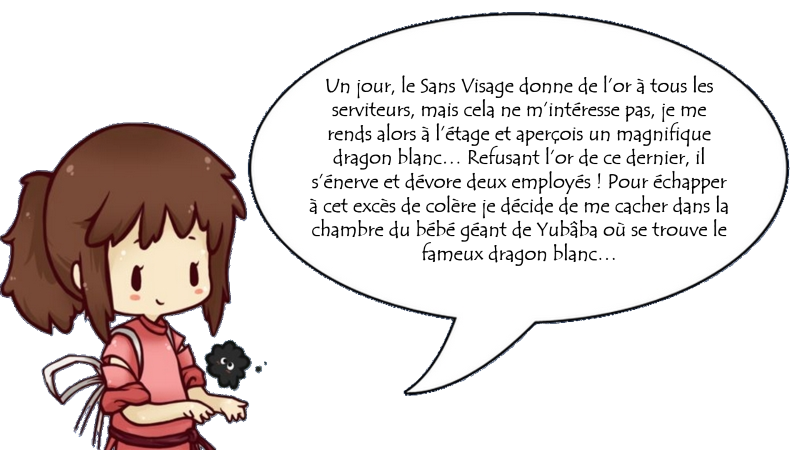 Un jour, le Sans Visage donne de l'or à tous les
serviteurs, mais cela ne m'intéresse pas, je me
rends alors à l'étage et aperçois un magnifique
dragon blanc... Refusant l'or de ce dernier, il
s'énerve et dévore deux employés ! Pour échapper
à cet excès de colère je décide de me cacher dans la
chambre du bébé géant de Yubâba où se trouve le
fameux dragon blanc...